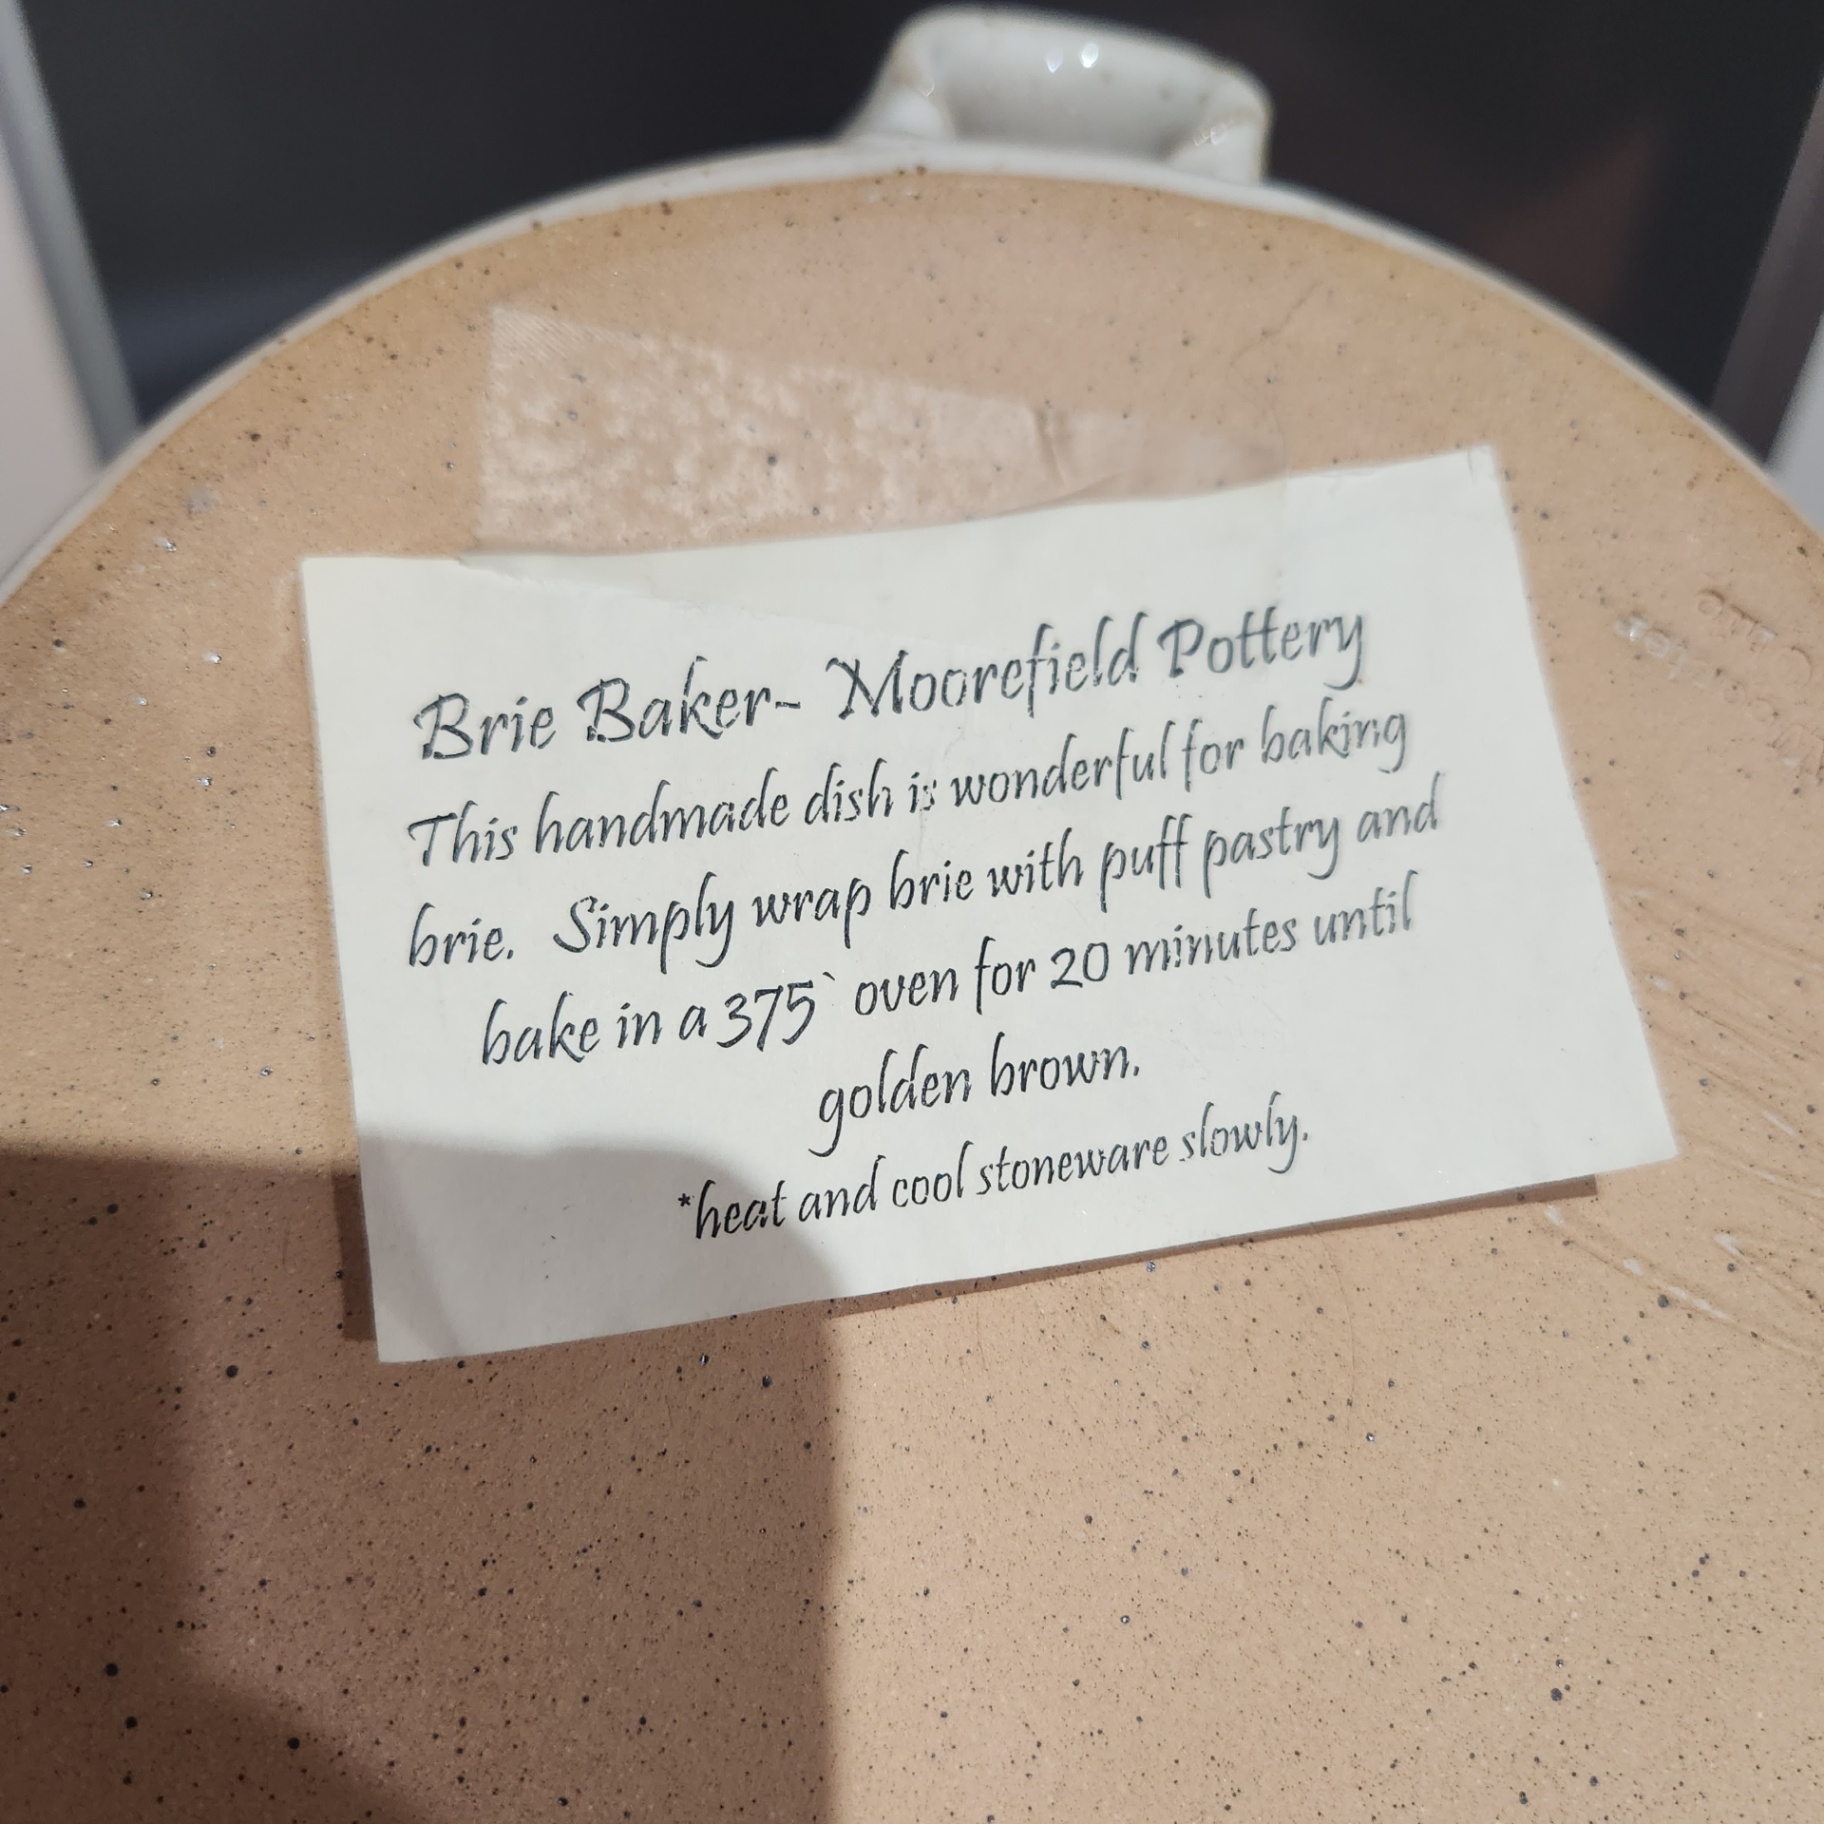 Brie Baker- Moorefield Pottery
This handmade dish is wonderful for baking
brie.  Simply wrap brie with puff pastry and
bake in a 375` oven for 20 minutes until
golden brown.
*heat and cool stoneware slowly.